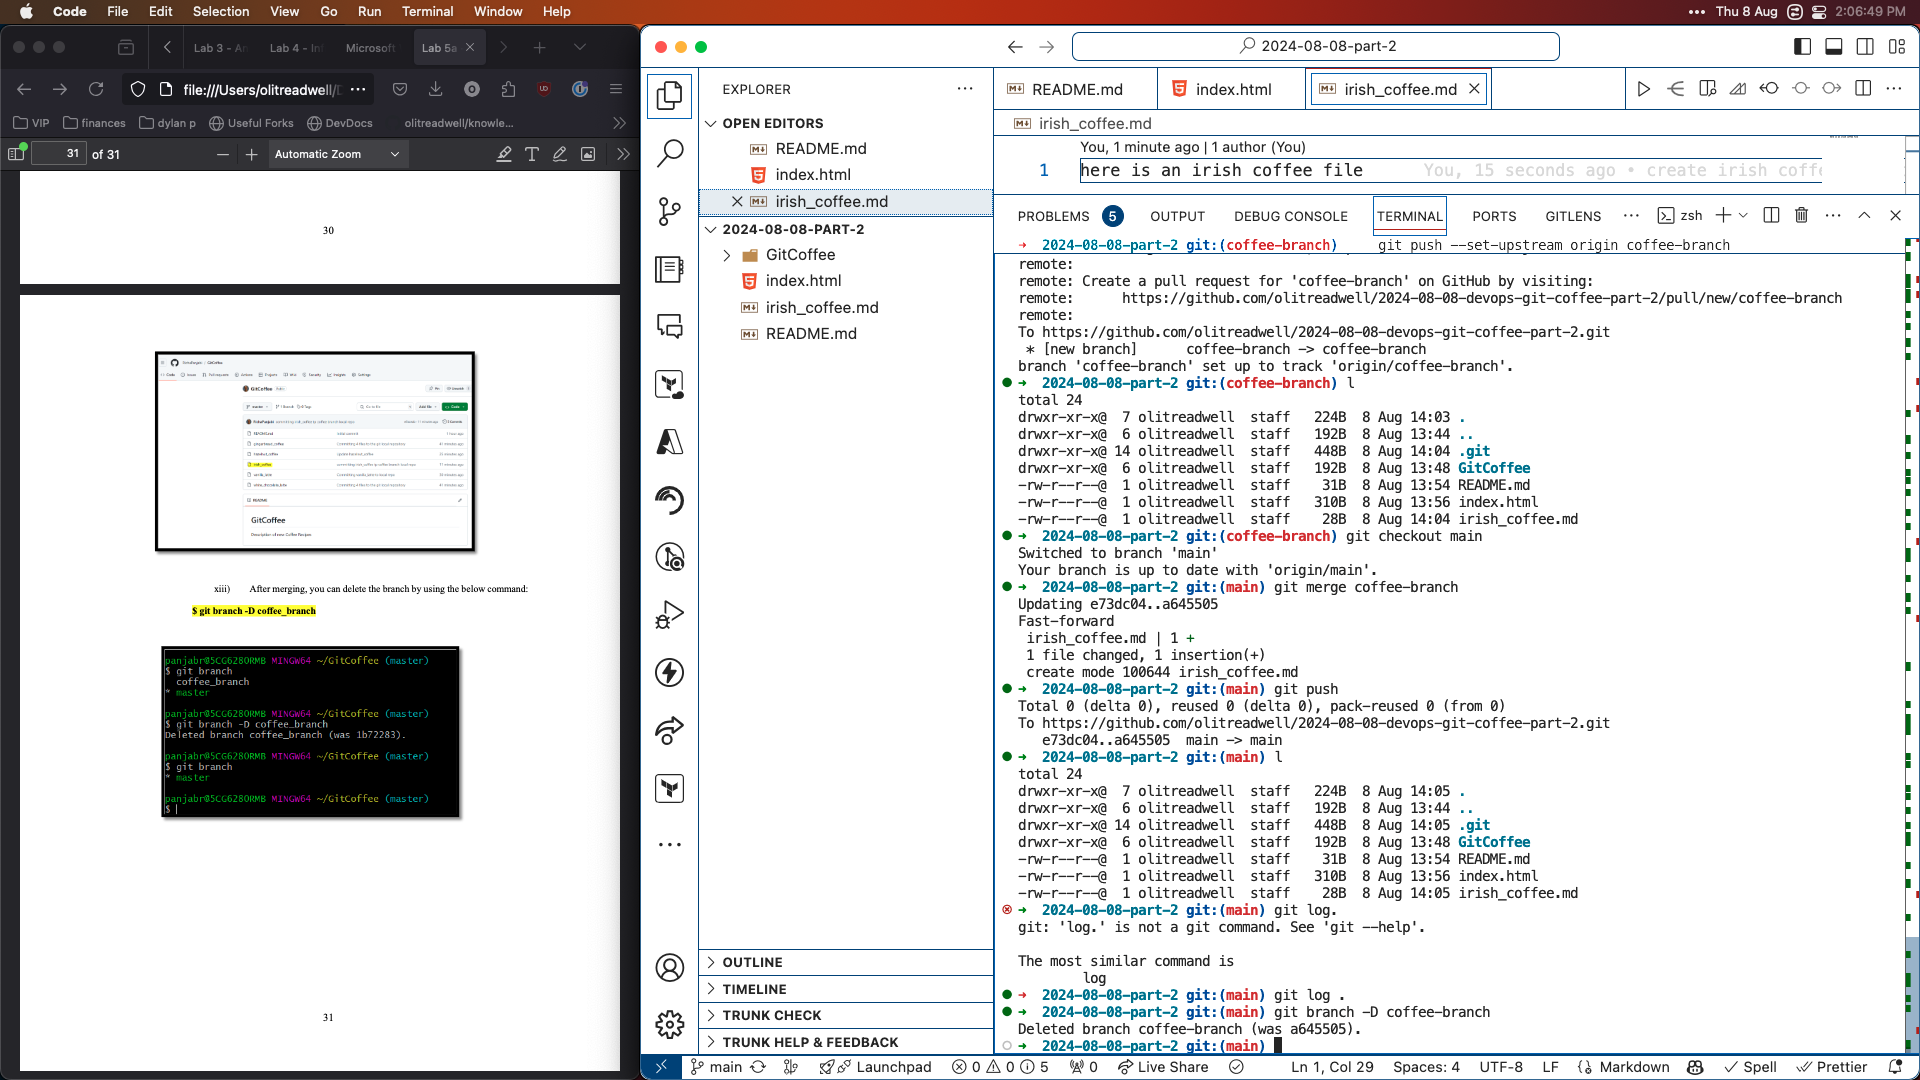 Code File Edit Selection View Go Run Terminal Window Help
Thu 8 Aug 2:06:49 PM
Lab 3 - A
Lab 4 - In
Microsoft
Lab 5a
file:///Users/olitreadwell/
VIP
finances
dylan p
Useful Forks
DevDocs
olitreadwell/knowle...
31 of 31
Automatic Zoom
30
GitCoffee
xiii) After merging, you can delete the branch by using the below command:
$ git branch -D coffee_branch
panjabr@5CG6280RMB MINGW64 ~/GitCoffee (master)
$ git branch
coffee_branch
* master
panjabr@5CG6280RMB MINGW64 ~/GitCoffee (master)
$ git branch -D coffee_branch
Deleted branch coffee_branch (was 1b72283).
panjabr@5CG6280RMB MINGW64 ~/GitCoffee (master)
$ git branch
* master
panjabr@5CG6280RMB MINGW64 ~/GitCoffee (master)
$
31
2024-08-08-part-2
EXPLORER
OPEN EDITORS
README.md
index.html
irish_coffee.md
2024-08-08-PART-2
GitCoffee
index.html
irish_coffee.md
README.md
OUTLINE
TIMELINE
TRUNK CHECK
TRUNK HELP & FEEDBACK
README.md
index.html
irish_coffee.md
irish_coffee.md
You, 1 minute ago | 1 author (You)
1 here is an irish coffee file You, 15 seconds ago • create irish coffe
PROBLEMS 5 OUTPUT DEBUG CONSOLE TERMINAL PORTS GITLENS ... zsh
→ 2024-08-08-part-2 git:(coffee-branch) git push --set-upstream origin coffee-branch
remote:
remote: Create a pull request for 'coffee-branch' on GitHub by visiting:
remote: https://github.com/olitreadwell/2024-08-08-devops-git-coffee-part-2/pull/new/coffee-branch
remote:
To https://github.com/olitreadwell/2024-08-08-devops-git-coffee-part-2.git
* [new branch] coffee-branch -> coffee-branch
branch 'coffee-branch' set up to track 'origin/coffee-branch'.
→ 2024-08-08-part-2 git:(coffee-branch) l
total 24
drwxr-xr-x@ 7 olitreadwell staff 224B 8 Aug 14:03 .
drwxr-xr-x@ 6 olitreadwell staff 192B 8 Aug 13:44 ..
drwxr-xr-x@ 14 olitreadwell staff 448B 8 Aug 14:04 .git
drwxr-xr-x@ 6 olitreadwell staff 192B 8 Aug 13:48 GitCoffee
-rw-r--r--@ 1 olitreadwell staff 31B 8 Aug 13:54 README.md
-rw-r--r--@ 1 olitreadwell staff 310B 8 Aug 13:56 index.html
-rw-r--r--@ 1 olitreadwell staff 28B 8 Aug 14:04 irish_coffee.md
→ 2024-08-08-part-2 git:(coffee-branch) git checkout main
Switched to branch 'main'
Your branch is up to date with 'origin/main'.
→ 2024-08-08-part-2 git:(main) git merge coffee-branch
Updating e73dc04..a645505
Fast-forward
irish_coffee.md | 1 +
1 file changed, 1 insertion(+)
create mode 100644 irish_coffee.md
→ 2024-08-08-part-2 git:(main) git push
Total 0 (delta 0), reused 0 (delta 0), pack-reused 0 (from 0)
To https://github.com/olitreadwell/2024-08-08-devops-git-coffee-part-2.git
e73dc04..a645505 main -> main
→ 2024-08-08-part-2 git:(main) l
total 24
drwxr-xr-x@ 7 olitreadwell staff 224B 8 Aug 14:05 .
drwxr-xr-x@ 6 olitreadwell staff 192B 8 Aug 13:44 ..
drwxr-xr-x@ 14 olitreadwell staff 448B 8 Aug 14:05 .git
drwxr-xr-x@ 6 olitreadwell staff 192B 8 Aug 13:48 GitCoffee
-rw-r--r--@ 1 olitreadwell staff 31B 8 Aug 13:54 README.md
-rw-r--r--@ 1 olitreadwell staff 310B 8 Aug 13:56 index.html
-rw-r--r--@ 1 olitreadwell staff 28B 8 Aug 14:05 irish_coffee.md
→ 2024-08-08-part-2 git:(main) git log.
git: 'log.' is not a git command. See 'git --help'.
The most similar command is
log
→ 2024-08-08-part-2 git:(main) git log .
→ 2024-08-08-part-2 git:(main) git branch -D coffee-branch
Deleted branch coffee-branch (was a645505).
→ 2024-08-08-part-2 git:(main)
main Launchpad 0 0 5 0 Live Share Ln 1, Col 29 Spaces: 4 UTF-8 LF Markdown Spell Prettier